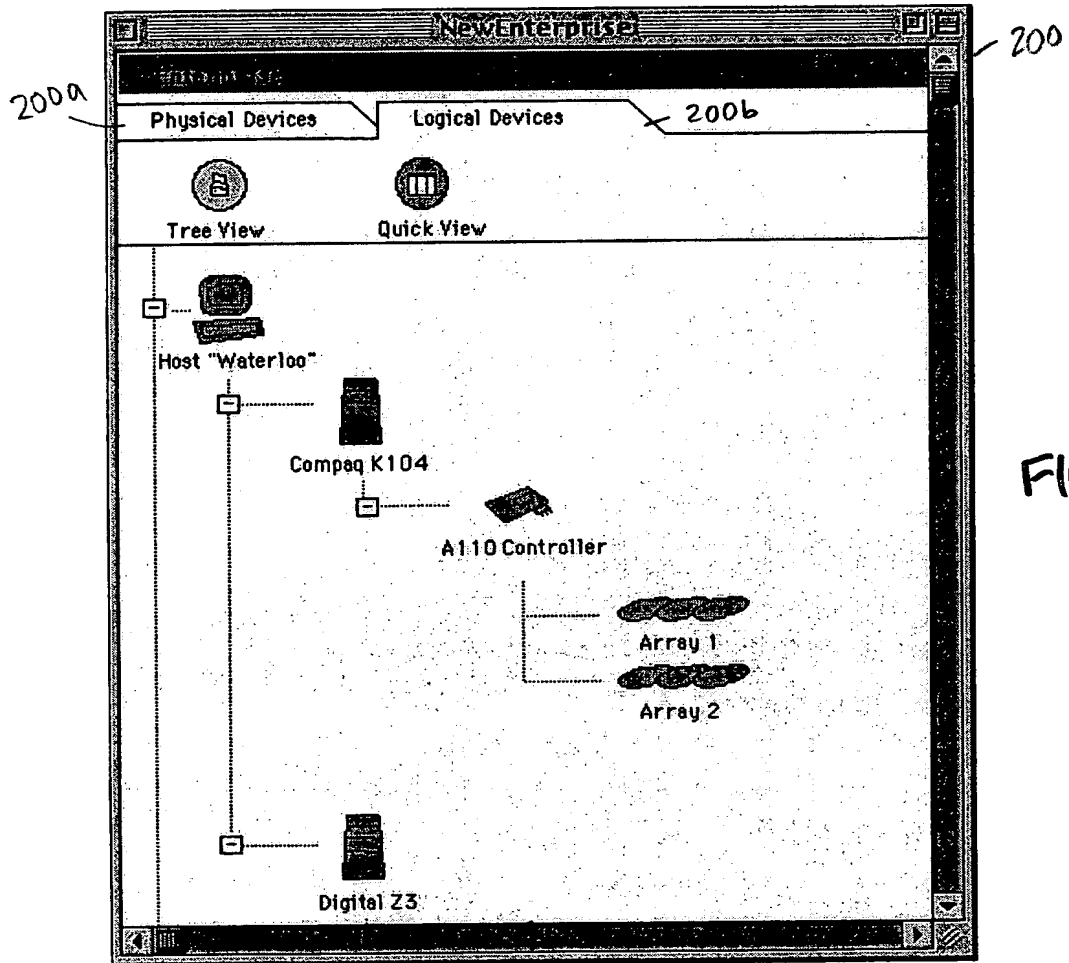 NewEnterprise
200
200a
Physical Devices
Logical Devices
200b
Tree View
Quick View
Host "Waterloo"
Compaq K104
A110 Controller
Array 1
Array 2
Digital Z3